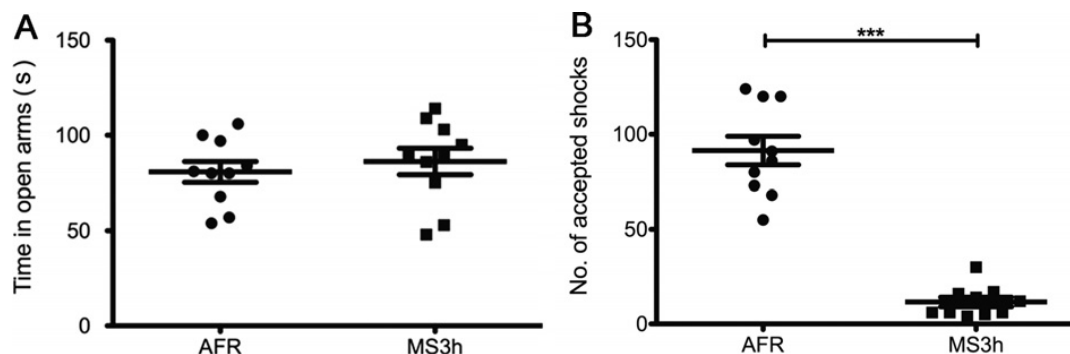 A
Time in open arms ( s )
150
100
50
0
AFR
MS3h
B
No. of accepted shocks
150
100
50
0
***
AFR
MS3h